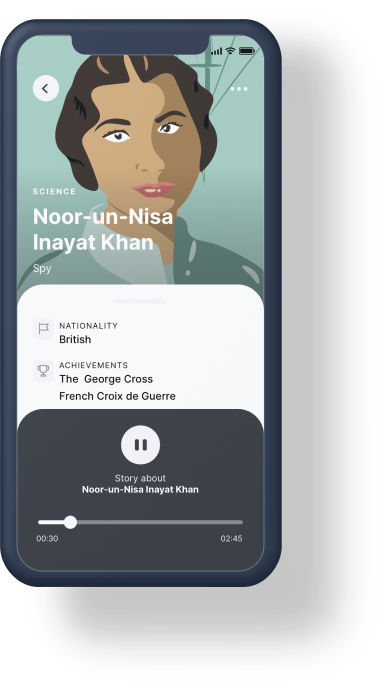 SCIENCE
Noor-un-Nisa
Inayat Khan
Spy
NATIONALITY
British
ACHIEVEMENTS
The George Cross
French Croix de Guerre
Story about
Noor-un-Nisa Inayat Khan
00:30 02:45